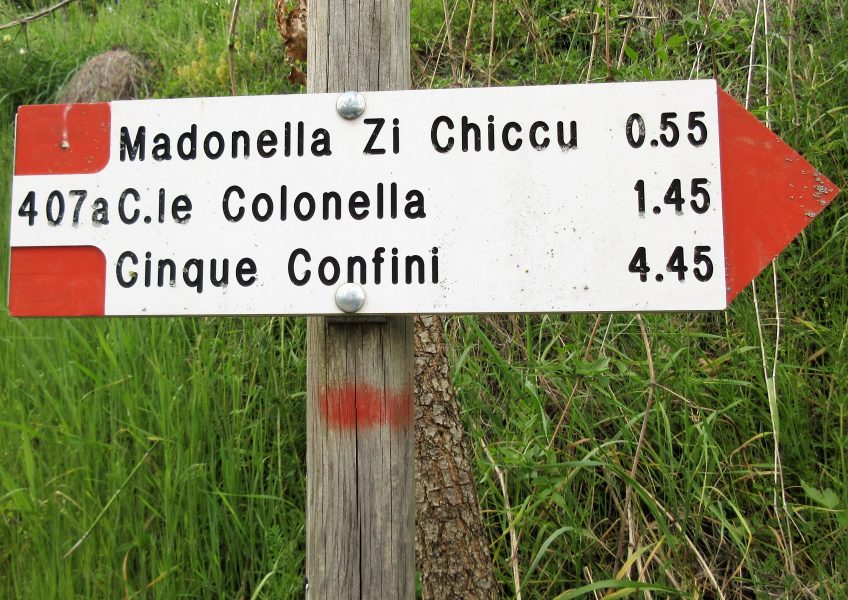 Madonella Zi Chiccu 0.55
407a C.le Colonella 1.45
Cinque Confini 4.45